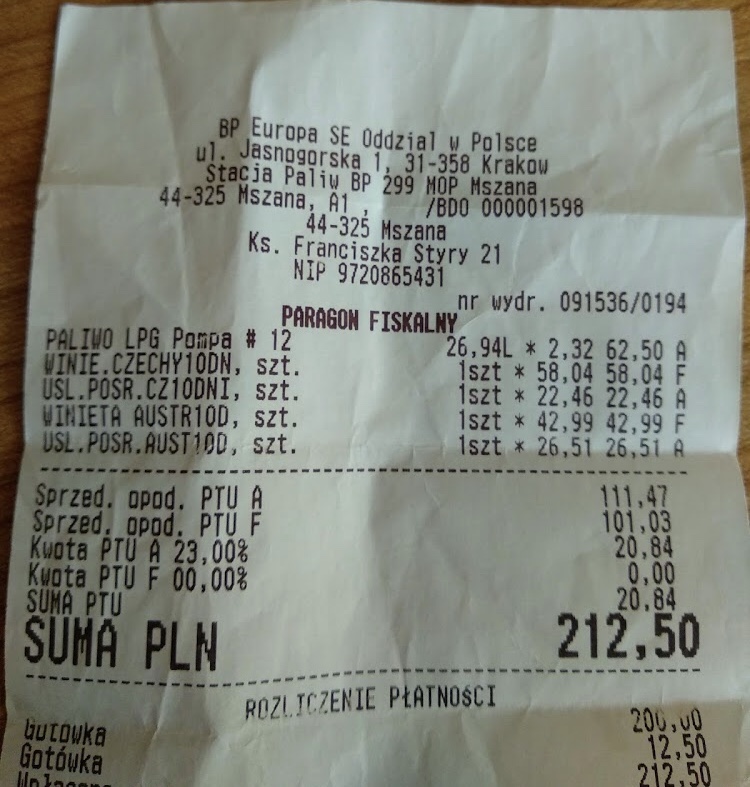 BP Europa SE Oddzial w Polsce
ul. Jasnogorska 1, 31-358 Krakow
Stacja Paliw BP 299 MOP Mszana
44-325 Mszana, A1 , /BDO 000001598
44-325 Mszana
Ks. Franciszka Styry 21
NIP 9720865431
nr wydr. 091536/0194
PARAGON FISKALNY
PALIWO LPG Pompa # 12 26,94L * 2,32 62,50 A
WINIE.CZECHY10DN, szt. 1szt * 58,04 58,04 F
USL.POSR.CZ10DNI, szt. 1szt * 22,46 22,46 A
WINIETA AUSTR10D, szt. 1szt * 42,99 42,99 F
USL.POSR.AUST10D, szt. 1szt * 26,51 26,51 A
Sprzed. opod. PTU A 111,47
Sprzed. opod. PTU F 101,03
Kwota PTU A 23,00% 20,84
Kwota PTU F 00,00% 0,00
SUMA PTU 20,84
SUMA PLN 212,50
ROZLICZENIE PŁATNOŚCI
Gotówka 200,00
Gotówka 12,50
Wpłacono 212,50